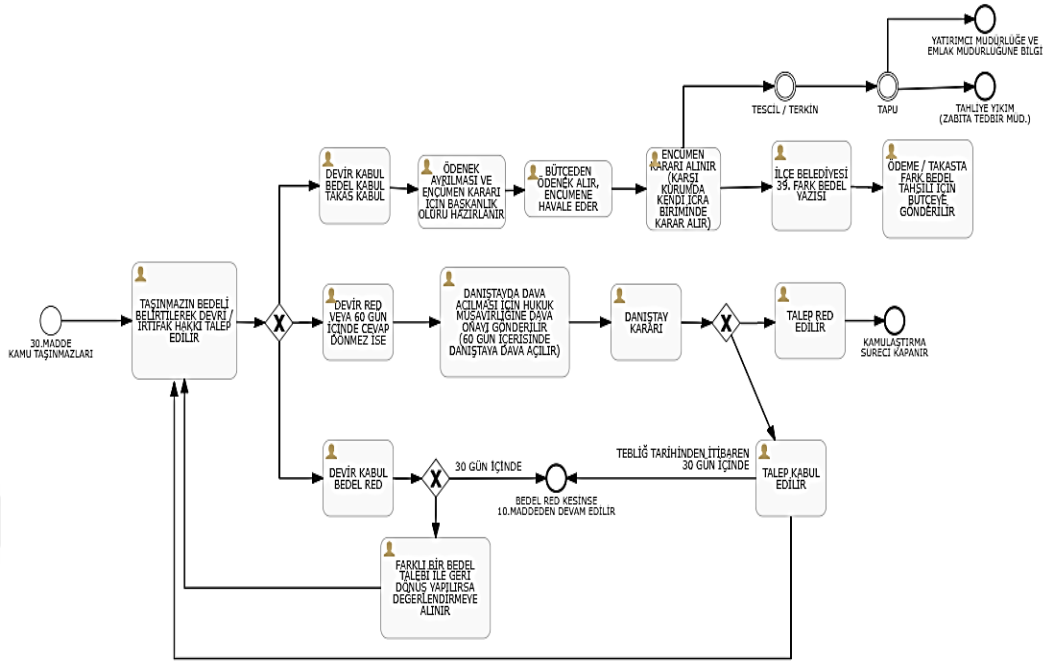 YATIRIMCI MÜDÜRLÜĞE VE
EMLAK MÜDÜRLÜĞÜNE BİLGİ
TESCİL / TERKİN
TAPU
TAHLİYE YIKIM
(ZABITA TEDBİR MÜD.)
DEVİR KABUL
BEDEL KABUL
TAKAS KABUL
ÖDENEK
AYRILMASI VE
ENCÜMEN KARARI
İÇİN BAŞKANLIK
OLURU HAZIRLANIR
BÜTÇEDEN
ÖDENEK ALIR,
ENCÜMENE
HAVALE EDER
ENCÜMEN
KARARI ALINIR
(KARŞI
KURUMDA
KENDİ İCRA
BİRİMİNDE
KARAR ALIR)
İLÇE BELEDİYESİ
39. FARK BEDEL
YAZISI
ÖDEME / TAKASTA
FARK BEDEL
TAHSİLİ İÇİN
BÜTÇEYE
GÖNDERİLİR
30.MADDE
KAMU TAŞINMAZLARI
TAŞINMAZIN BEDELİ
BELİRTİLEREK DEVRİ /
İRTİFAK HAKKI TALEP
EDİLİR
X
DEVİR RED
VEYA 60 GÜN
İÇİNDE CEVAP
DÖNMEZ İSE
DANIŞTAYDA DAVA
AÇILMASI İÇİN HUKUK
MÜŞAVİRLİĞİNE DAVA
ONAYI GÖNDERİLİR
(60 GÜN İÇERİSİNDE
DANIŞTAYA DAVA AÇILIR)
DANIŞTAY
KARARI
X
TALEP RED
EDİLİR
KAMULAŞTIRMA
SÜRECİ KAPANIR
DEVİR KABUL
BEDEL RED
X
30 GÜN İÇİNDE
BEDEL RED KESİNSE
10.MADDEDEN DEVAM EDİLİR
TEBLİĞ TARİHİNDEN İTİBAREN
30 GÜN İÇİNDE
TALEP KABUL
EDİLİR
FARKLI BİR BEDEL
TALEBİ İLE GERİ
DÖNÜŞ YAPILIRSA
DEĞERLENDİRMEYE
ALINIR